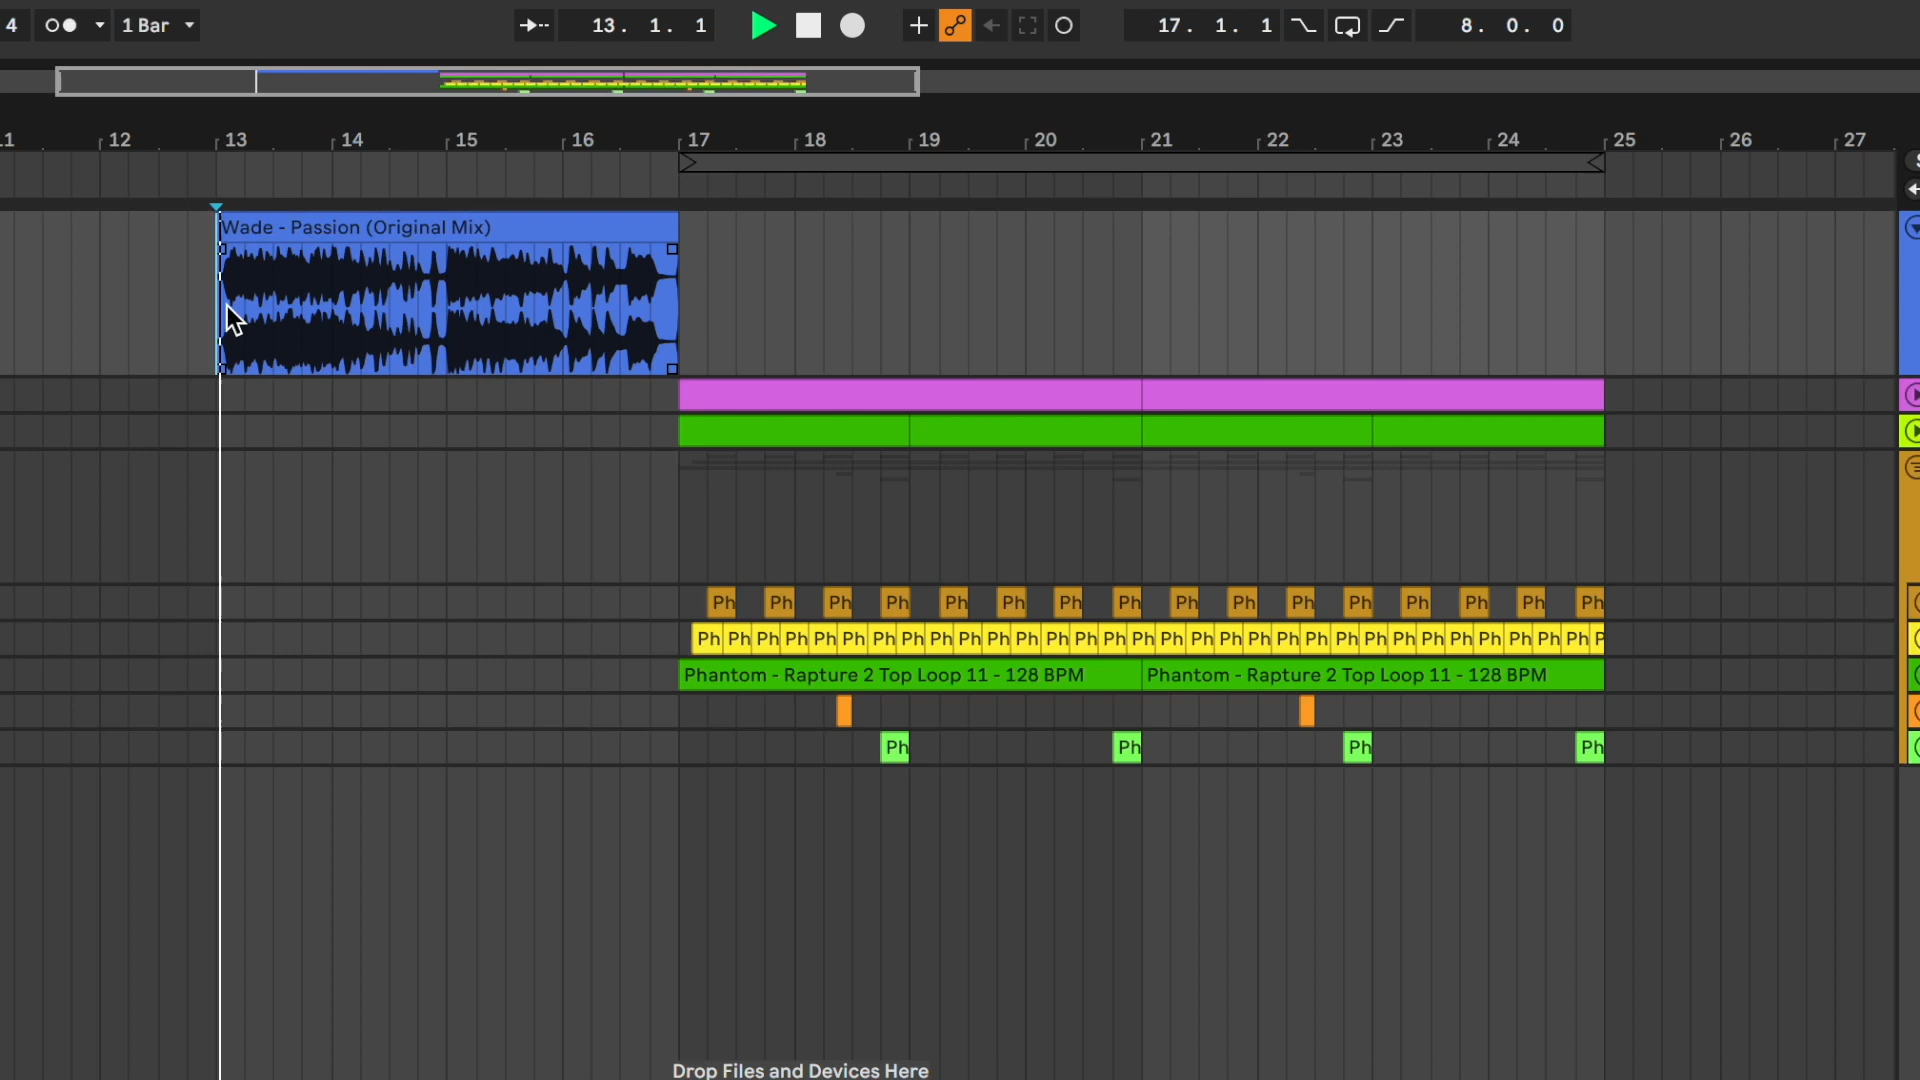 4 1 Bar 13. 1. 1 17. 1. 1 8. 0. 0
12 13 14 15 16 17 18 19 20 21 22 23 24 25 26 27
Wade - Passion (Original Mix)
Ph Ph Ph Ph Ph Ph Ph Ph Ph Ph Ph Ph Ph Ph Ph Ph
Ph Ph Ph Ph Ph Ph Ph Ph Ph Ph Ph Ph Ph Ph Ph Ph Ph Ph Ph Ph Ph Ph Ph Ph Ph Ph Ph Ph Ph Ph Ph P
Phantom - Rapture 2 Top Loop 11 - 128 BPM Phantom - Rapture 2 Top Loop 11 - 128 BPM
Ph Ph Ph Ph
Drop Files and Devices Here